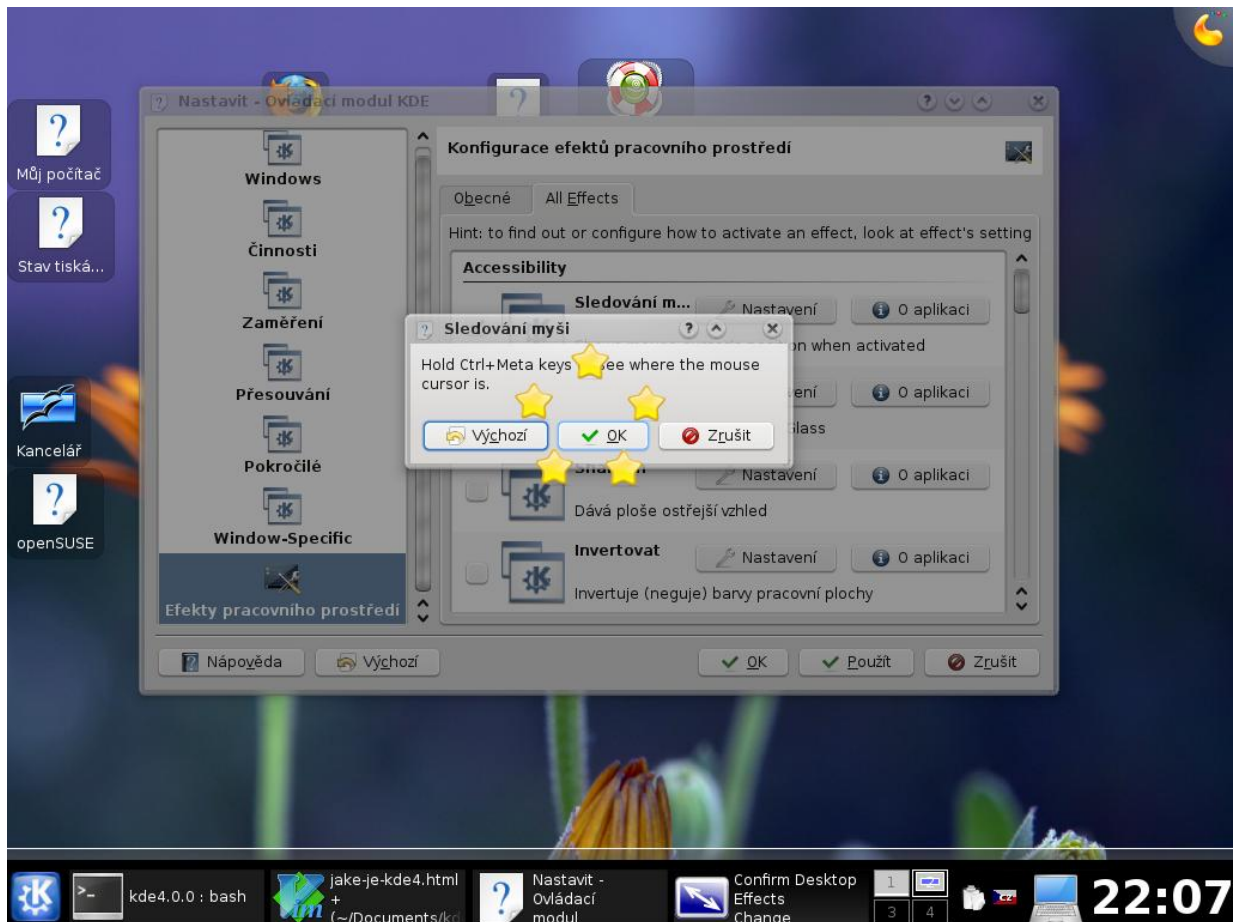 Můj počítač
Stav tiská...
Kancelář
openSUSE
Nastavit - Ovládací modul KDE
Windows
Činnosti
Zaměření
Přesouvání
Pokročilé
Window-Specific
Efekty pracovního prostředí
Konfigurace efektů pracovního prostředí
Obecné
All Effects
Hint: to find out or configure how to activate an effect, look at effect's setting
Accessibility
Sledování m...
Nastavení
O aplikaci
on when activated
Sledování myši
Hold Ctrl+Meta keys see where the mouse
cursor is.
Výchozí
OK
Zrušit
O aplikaci
Nastavení
O aplikaci
Dává ploše ostřejší vzhled
Invertovat
Nastavení
O aplikaci
Invertuje (neguje) barvy pracovní plochy
Nápověda
Výchozí
OK
Použít
Zrušit
kde4.0.0 : bash
jake-je-kde4.html
+
(~/Documents/kd
Nastavit -
Ovládací
modul
Confirm Desktop
Effects
Change
1
3
4
22:07